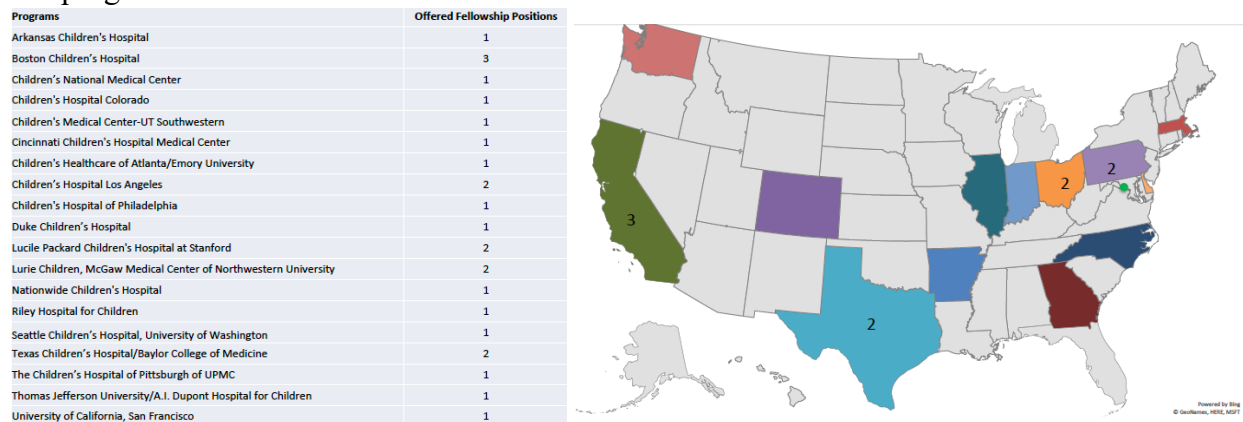 Programs Offered Fellowship Positions
Arkansas Children's Hospital 1
Boston Children’s Hospital 3
Children’s National Medical Center 1
Children's Hospital Colorado 1
Children's Medical Center-UT Southwestern 1
Cincinnati Children's Hospital Medical Center 1
Children's Healthcare of Atlanta/Emory University 1
Children’s Hospital Los Angeles 2
Children's Hospital of Philadelphia 1
Duke Children’s Hospital 1
Lucile Packard Children's Hospital at Stanford 2
Lurie Children, McGaw Medical Center of Northwestern University 2
Nationwide Children's Hospital 1
Riley Hospital for Children 1
Seattle Children’s Hospital, University of Washington 1
Texas Children’s Hospital/Baylor College of Medicine 2
The Children’s Hospital of Pittsburgh of UPMC 1
Thomas Jefferson University/A.I. Dupont Hospital for Children 1
University of California, San Francisco 1
3
2
2
2
Powered by Bing
© GeoNames, HERE, MSFT